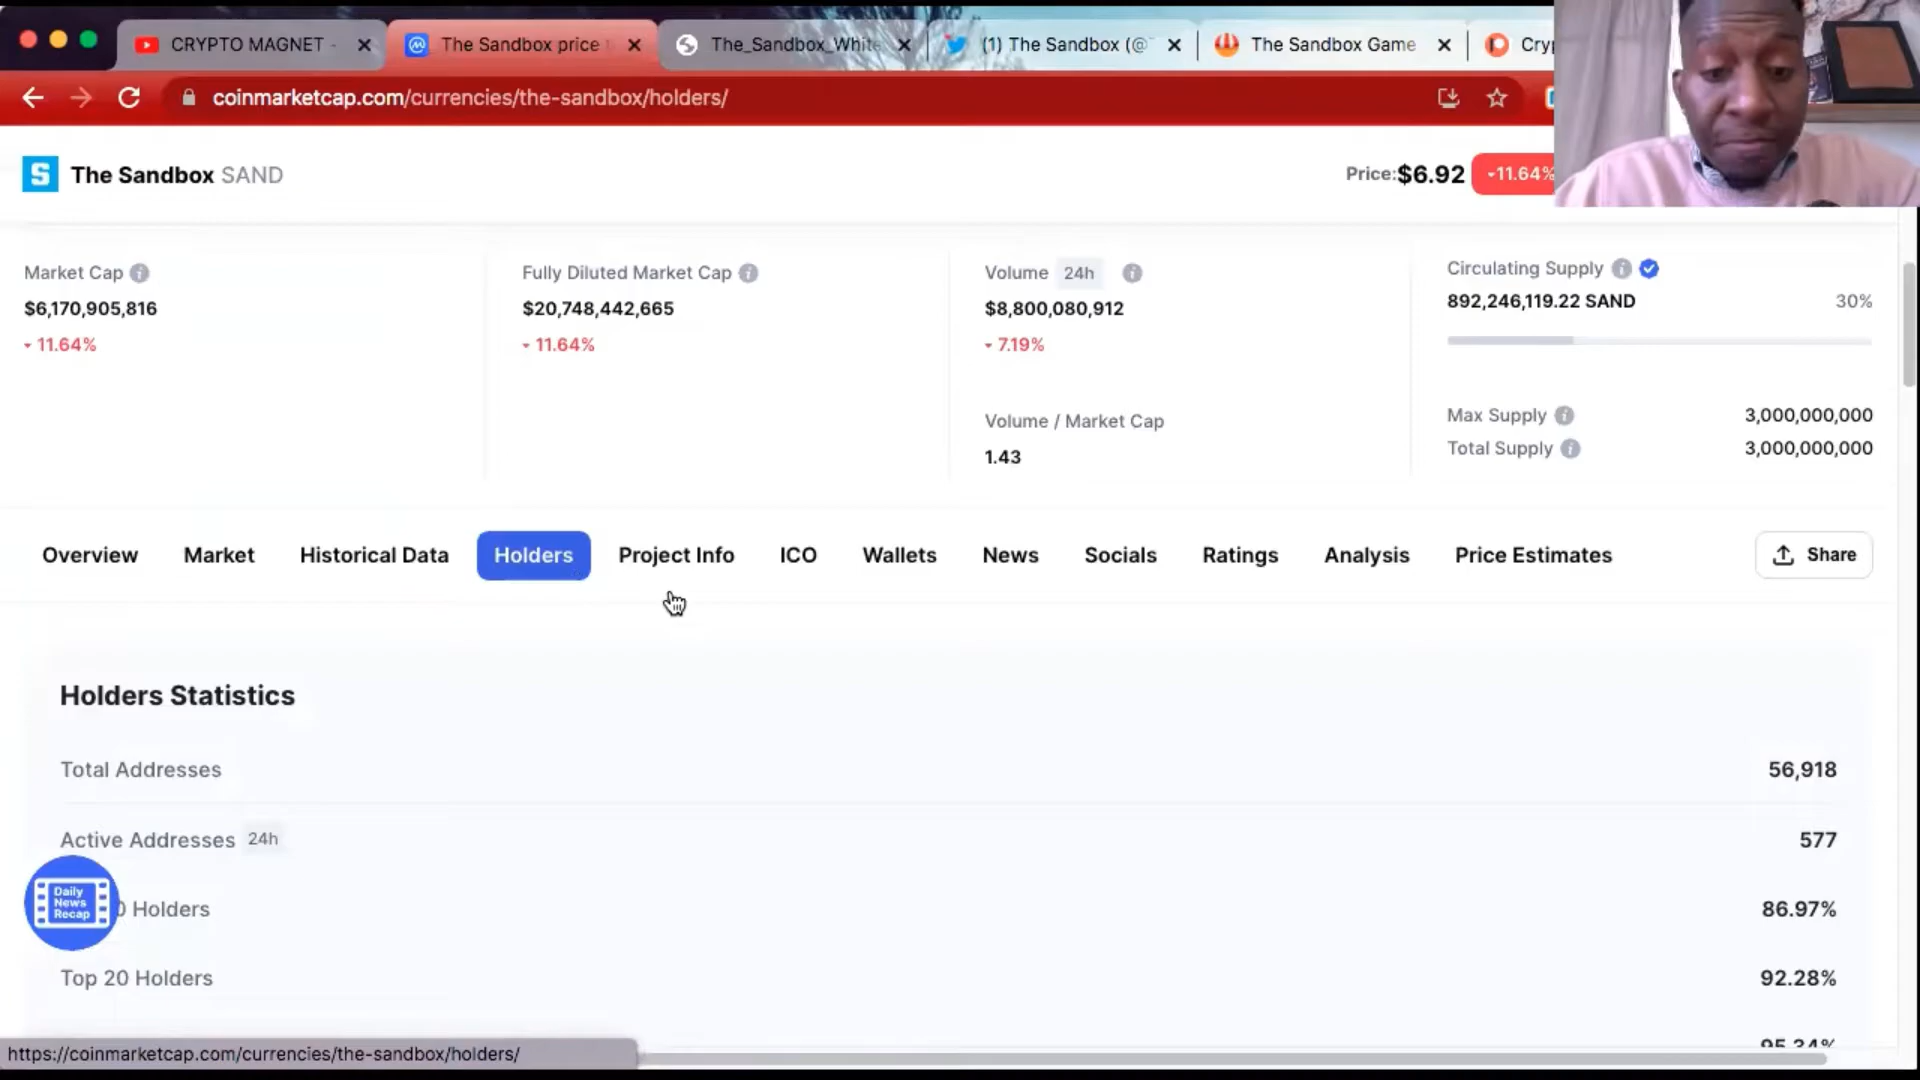 CRYPTO MAGNET -
The Sandbox price
The_Sandbox_White
(1) The Sandbox (@
The Sandbox Game
Cry
coinmarketcap.com/currencies/the-sandbox/holders/
S The Sandbox SAND
Price:$6.92 -11.64%
Market Cap
$6,170,905,816
11.64%
Fully Diluted Market Cap
$20,748,442,665
11.64%
Volume 24h
$8,800,080,912
7.19%
Volume / Market Cap
1.43
Circulating Supply
892,246,119.22 SAND 30%
Max Supply 3,000,000,000
Total Supply 3,000,000,000
Overview Market Historical Data Holders Project Info ICO Wallets News Socials Ratings Analysis Price Estimates Share
Holders Statistics
Total Addresses 56,918
Active Addresses 24h 577
0 Holders 86.97%
Daily
News
Recap
Top 20 Holders 92.28%
95.34%
https://coinmarketcap.com/currencies/the-sandbox/holders/